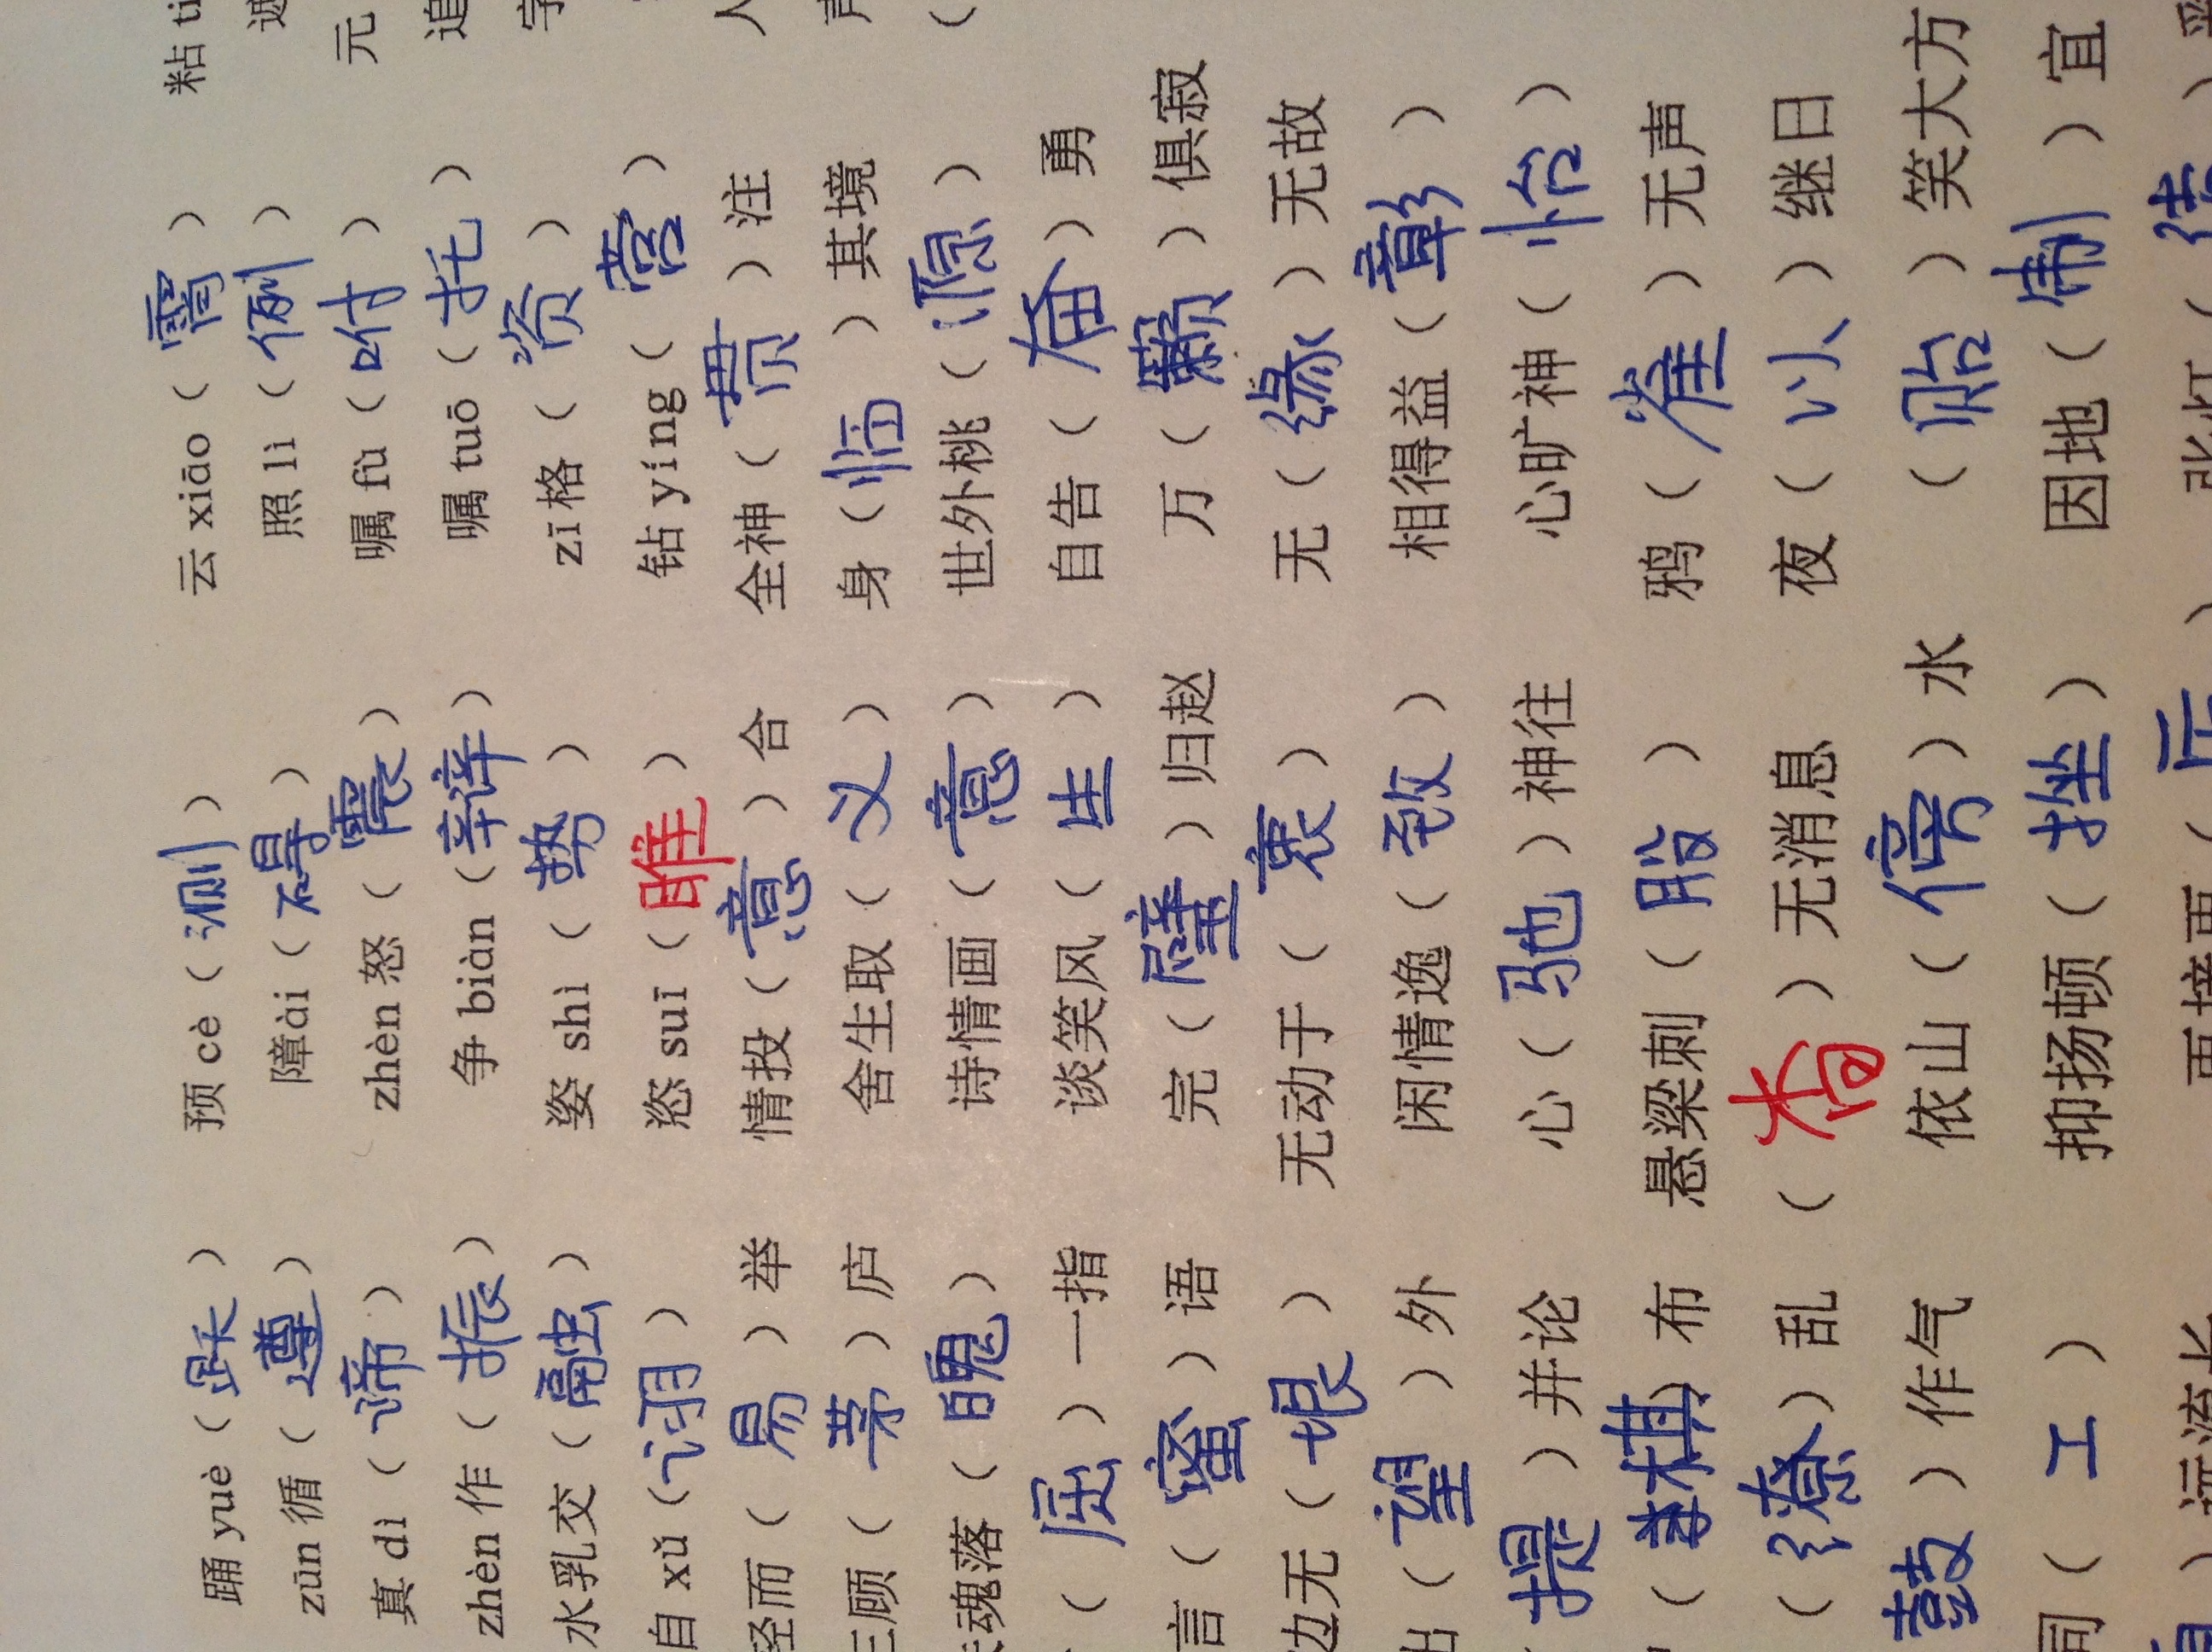 踊 yuè（跃） 预 cè（测） 云 xiāo（霄） 粘
zūn 循（遵） 障ài（碍） 照 lì（例）
真 dì（谛） zhèn 怒（震） 嘱 fù（咐） 元
zhèn 作（振） 争 biàn（辩） 嘱 tuō（托） 追
水乳交（融） 姿 shì（势） zī格（资） 字
自 xǔ（诩） 恣 suī（睢） 钻 yíng（营）
轻而（易）举 情投（意）合 全神（贯）注 人
顾（茅）庐 舍生取（义） 身（临）其境
魂落（魄） 诗情画（意） 世外桃（源）（
（屈）一指 谈笑风（生） 自告（奋）勇
言（蜜）语 完（璧）归赵 万（籁）俱寂
边无（垠） 无动于（衷） 无（缘）无故
出（望）外 闲情逸（致） 相得益（彰）
（提）并论 心（驰）神往 心旷神（怡）
（棋）布 悬梁刺（股） 鸦（雀）无声
（缭）乱 （杳）无消息 夜（以）继日
鼓）作气 依山（傍）水 （贻）笑大方
同（工） 抑扬顿（挫） 因地（制）宜
）远流长 再接再（厉） 张灯（结）